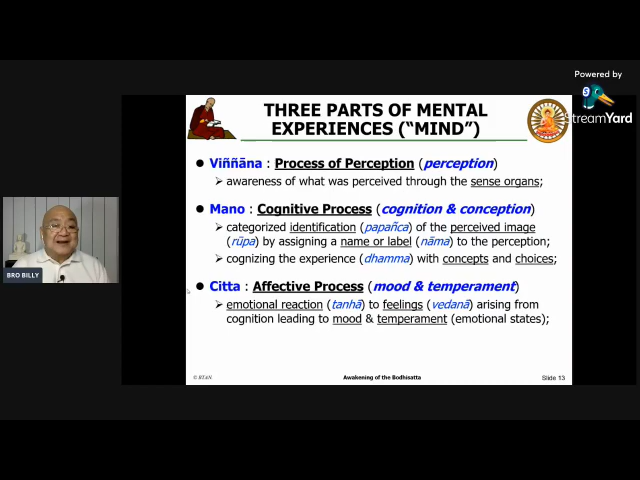 Powered by
StreamYard
THREE PARTS OF MENTAL
EXPERIENCES ("MIND")
● Viññāna : Process of Perception (perception)
➢ awareness of what was perceived through the sense organs;
● Mano : Cognitive Process (cognition & conception)
➢ categorized identification (papañca) of the perceived image
(rūpa) by assigning a name or label (nāma) to the perception;
➢ cognizing the experience (dhamma) with concepts and choices;
● Citta : Affective Process (mood & temperament)
➢ emotional reaction (tanhā) to feelings (vedanā) arising from
cognition leading to mood & temperament (emotional states);
BRO BILLY
© BTAN
Awakening of the Bodhisatta
Slide 13